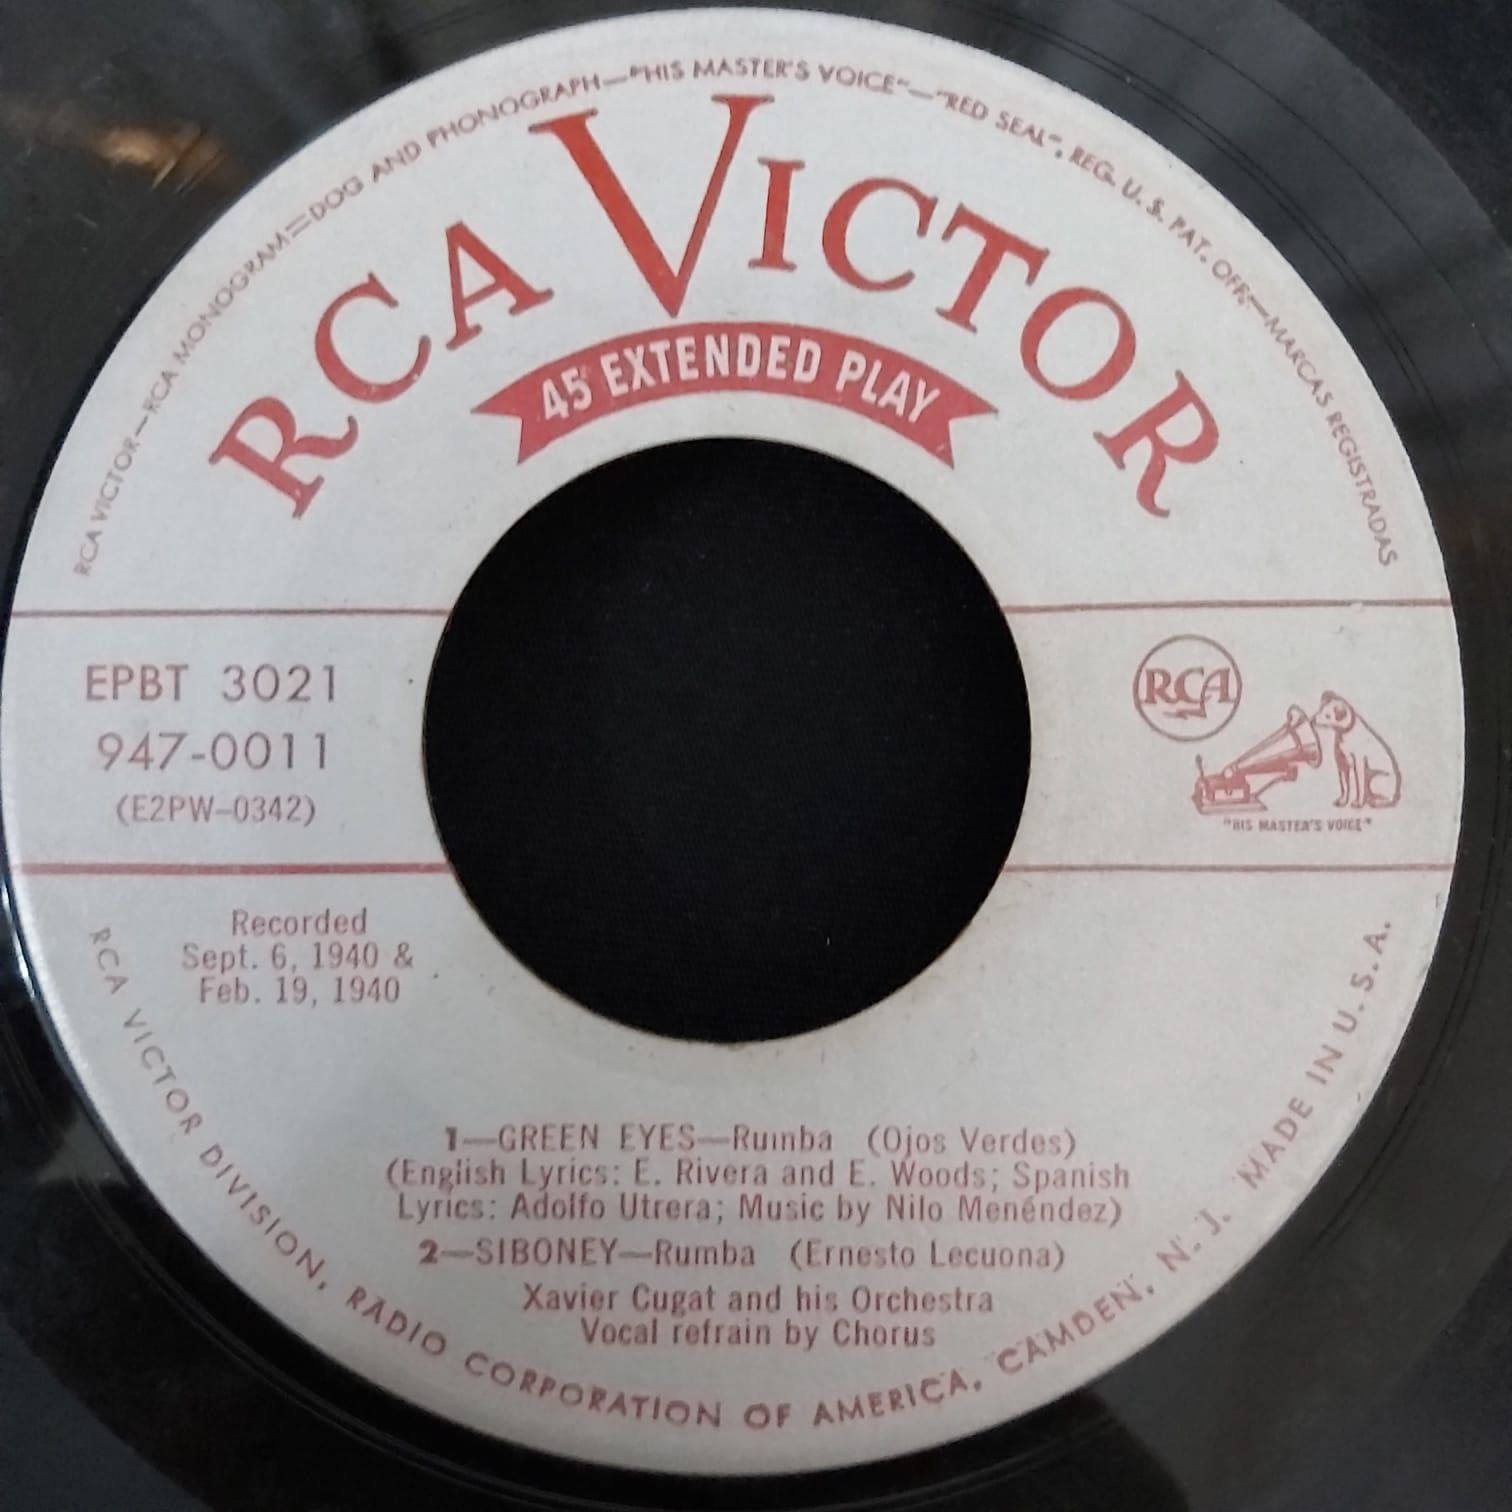 RCA VICTOR—RCA MONOGRAM—DOG AND PHONOGRAPH—"HIS MASTER'S VOICE"—"RED SEAL", REG. U. S. PAT. OFF.—MARCAS REGISTRADAS
RCA VICTOR
45 EXTENDED PLAY
EPBT 3021
947-0011
(E2PW-0342)
RCA
"HIS MASTER'S VOICE"
Recorded
Sept. 6, 1940 &
Feb. 19, 1940
1—GREEN EYES—Rumba (Ojos Verdes)
(English Lyrics: E. Rivera and E. Woods; Spanish
Lyrics: Adolfo Utrera; Music by Nilo Menéndez)
2—SIBONEY—Rumba (Ernesto Lecuona)
Xavier Cugat and his Orchestra
Vocal refrain by Chorus
RCA VICTOR DIVISION, RADIO CORPORATION OF AMERICA, CAMDEN, N. J. MADE IN U. S. A.